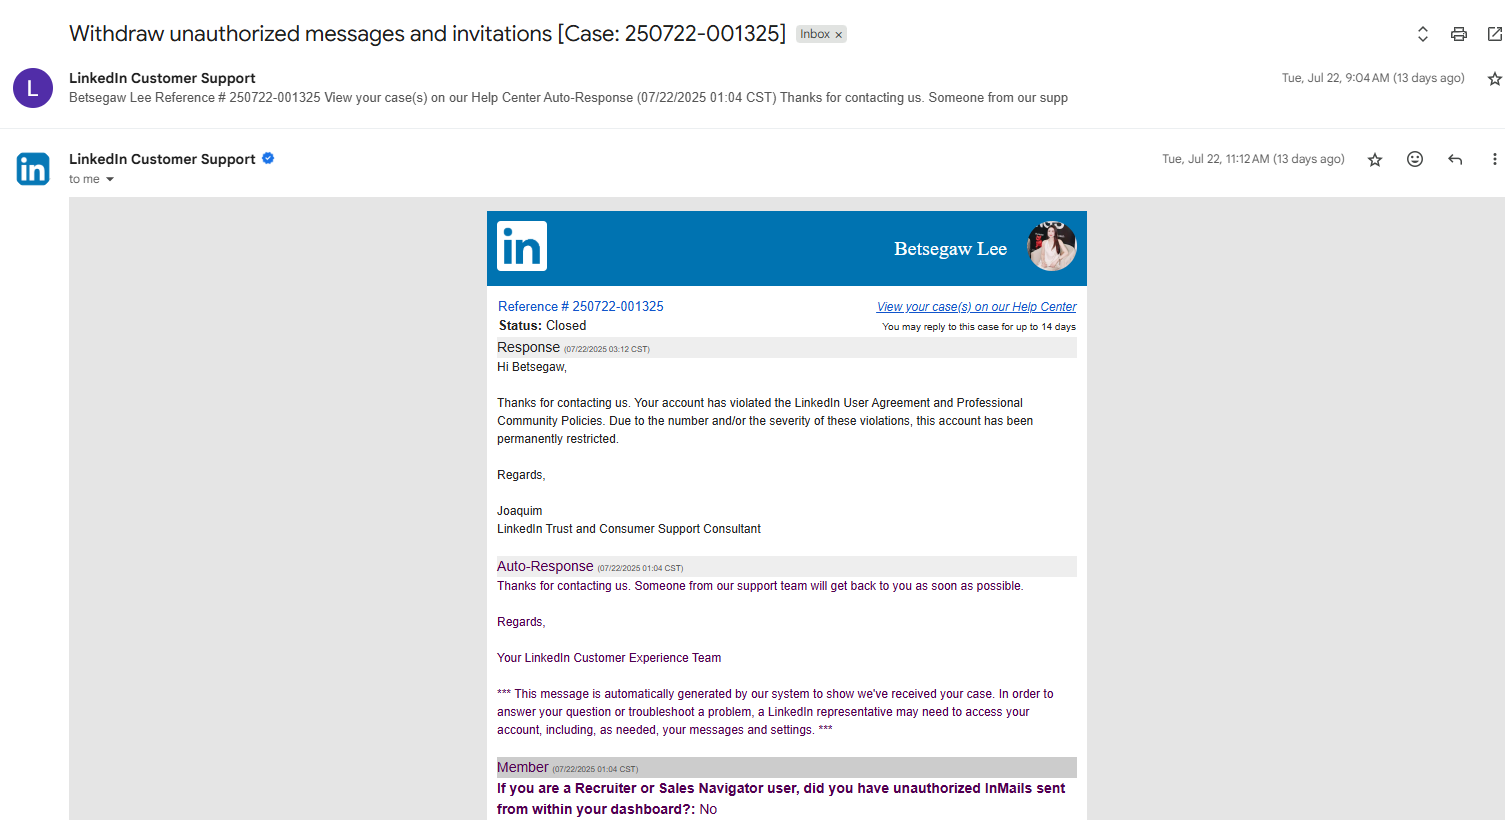 Withdraw unauthorized messages and invitations [Case: 250722-001325] Inbox ×
L
LinkedIn Customer Support
Tue, Jul 22, 9:04 AM (13 days ago)
Betsegaw Lee Reference # 250722-001325 View your case(s) on our Help Center Auto-Response (07/22/2025 01:04 CST) Thanks for contacting us. Someone from our supp
in
LinkedIn Customer Support
Tue, Jul 22, 11:12 AM (13 days ago)
to me
in
Betsegaw Lee
Reference # 250722-001325
View your case(s) on our Help Center
Status: Closed
You may reply to this case for up to 14 days
Response (07/22/2025 03:12 CST)
Hi Betsegaw,
Thanks for contacting us. Your account has violated the LinkedIn User Agreement and Professional
Community Policies. Due to the number and/or the severity of these violations, this account has been
permanently restricted.
Regards,
Joaquim
LinkedIn Trust and Consumer Support Consultant
Auto-Response (07/22/2025 01:04 CST)
Thanks for contacting us. Someone from our support team will get back to you as soon as possible.
Regards,
Your LinkedIn Customer Experience Team
*** This message is automatically generated by our system to show we've received your case. In order to
answer your question or troubleshoot a problem, a LinkedIn representative may need to access your
account, including, as needed, your messages and settings. ***
Member (07/22/2025 01:04 CST)
If you are a Recruiter or Sales Navigator user, did you have unauthorized InMails sent
from within your dashboard?: No